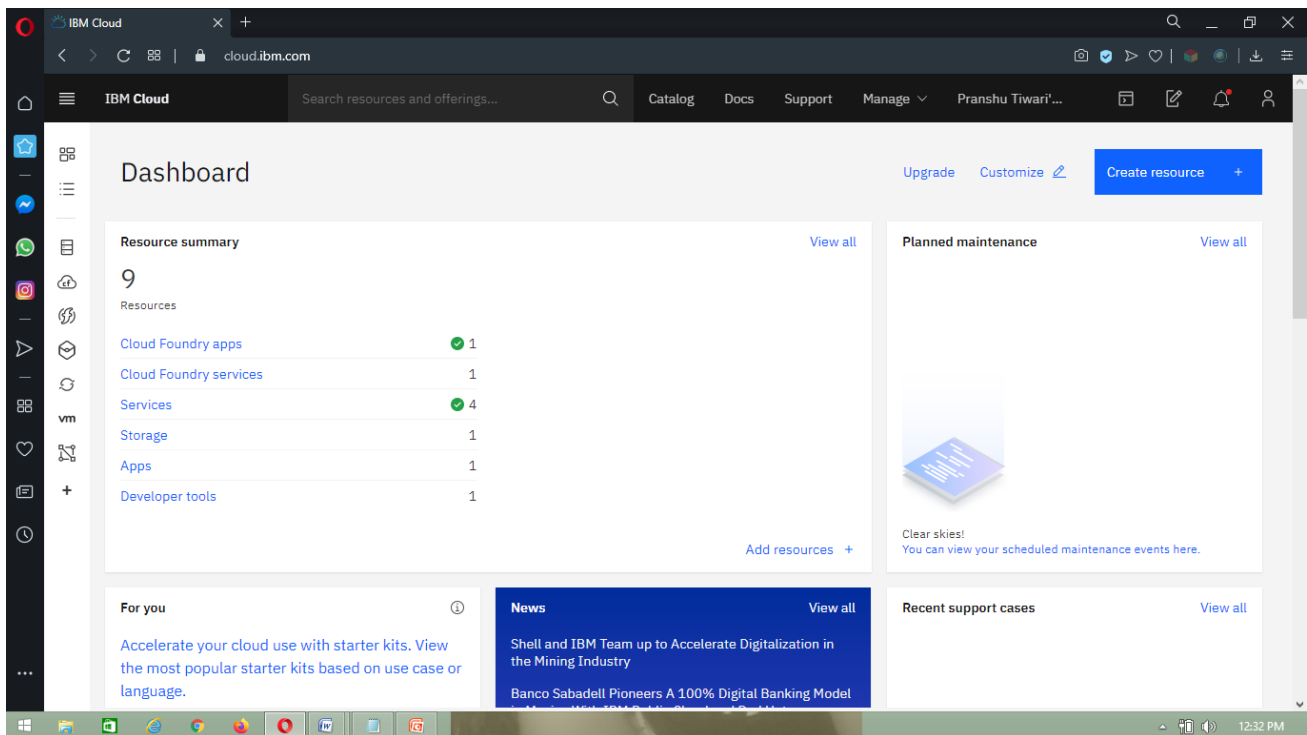 IBM Cloud
cloud.ibm.com
IBM Cloud Search resources and offerings... Catalog Docs Support Manage Pranshu Tiwari'...
Dashboard
Upgrade Customize Create resource +
Resource summary View all
9
Resources
Cloud Foundry apps 1
Cloud Foundry services 1
Services 4
Storage 1
Apps 1
Developer tools 1
Add resources +
Planned maintenance View all
Clear skies!
You can view your scheduled maintenance events here.
cf
vm
For you
Accelerate your cloud use with starter kits. View
the most popular starter kits based on use case or
language.
News View all
Shell and IBM Team up to Accelerate Digitalization in
the Mining Industry
Banco Sabadell Pioneers A 100% Digital Banking Model
Recent support cases View all
12:32 PM